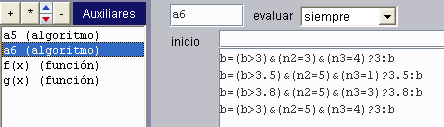 + * - Auxiliares a6 evaluar siempre
a5 (algoritmo)
a6 (algoritmo)
f(x) (función)
g(x) (función)
inicio
b=(b>3)&(n2=3)&(n3=4)?3:b
b=(b>3.5)&(n2=5)&(n3=1)?3.5:b
b=(b>3.8)&(n2=5)&(n3=3)?3.8:b
b=(b>3)&(n2=5)&(n3=4)?3:b